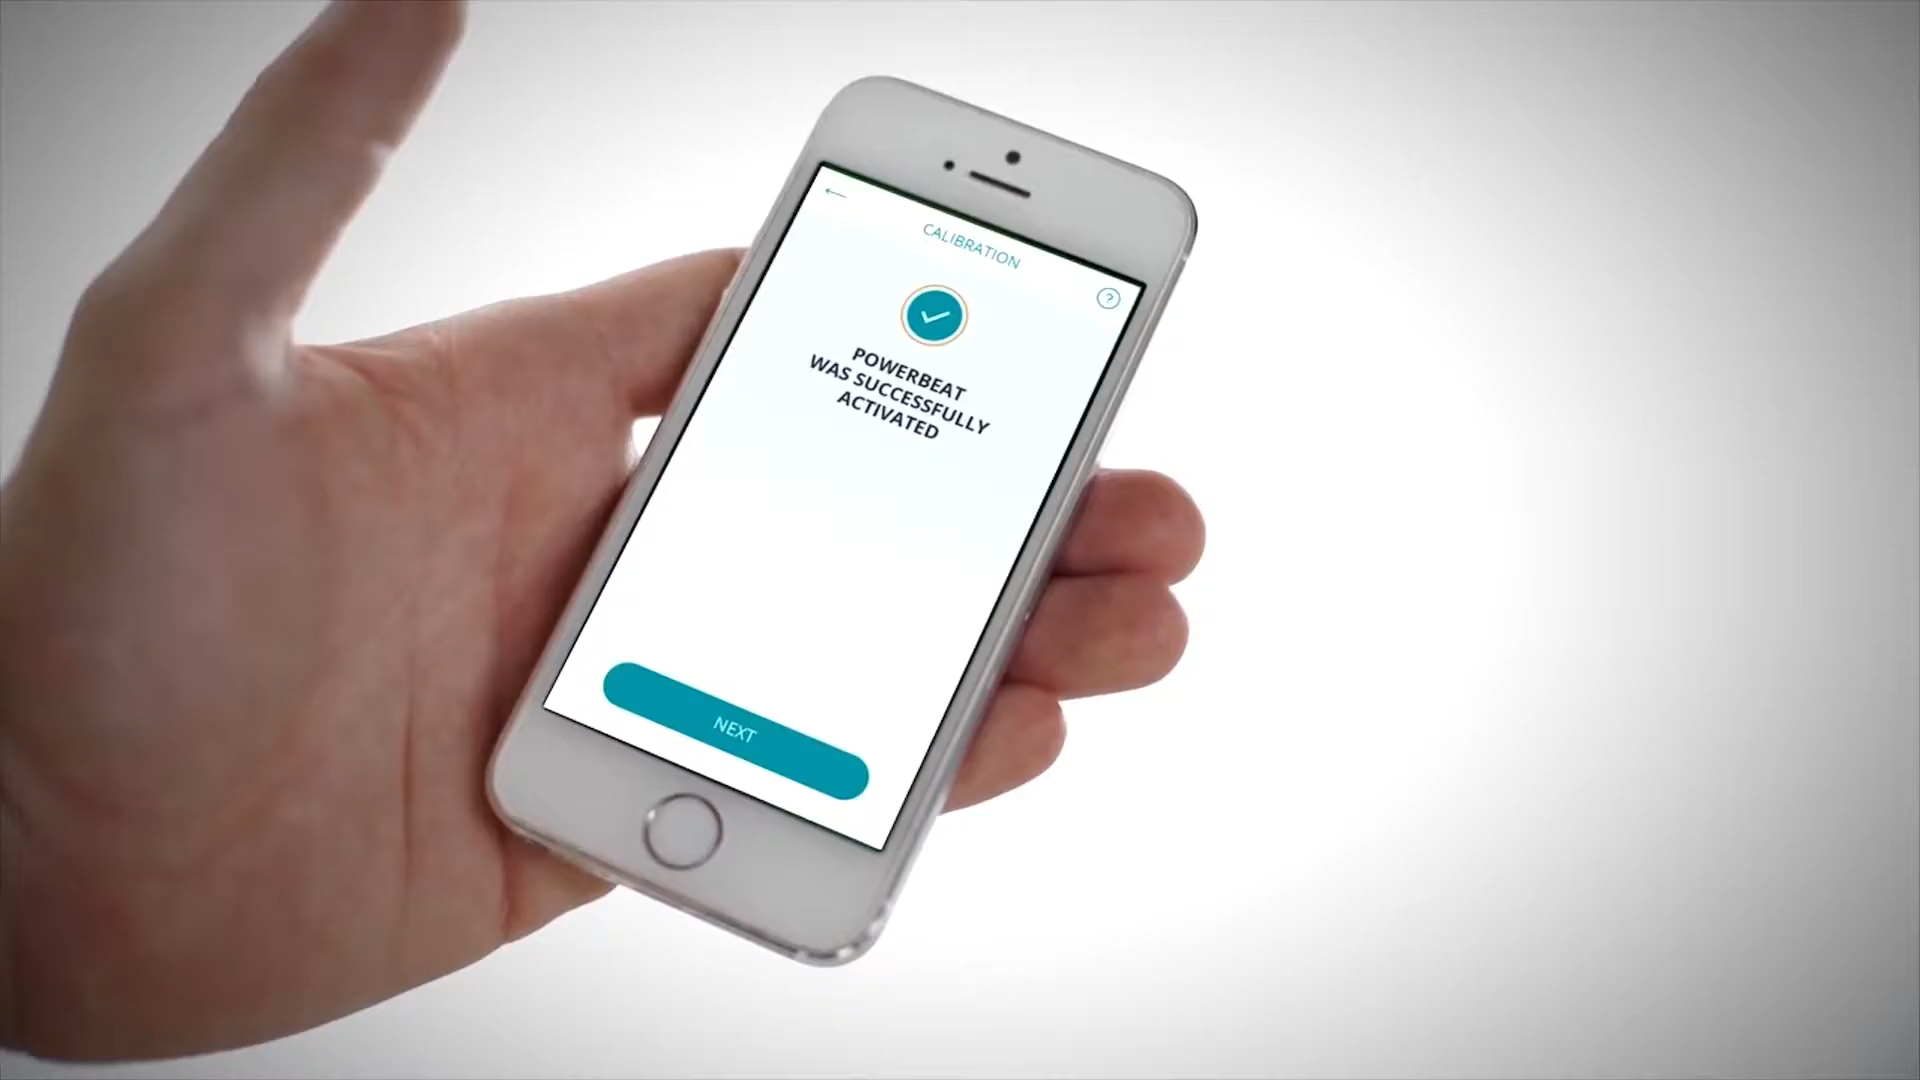 CALIBRATION
?
POWERBEAT
WAS SUCCESSFULLY
ACTIVATED
NEXT